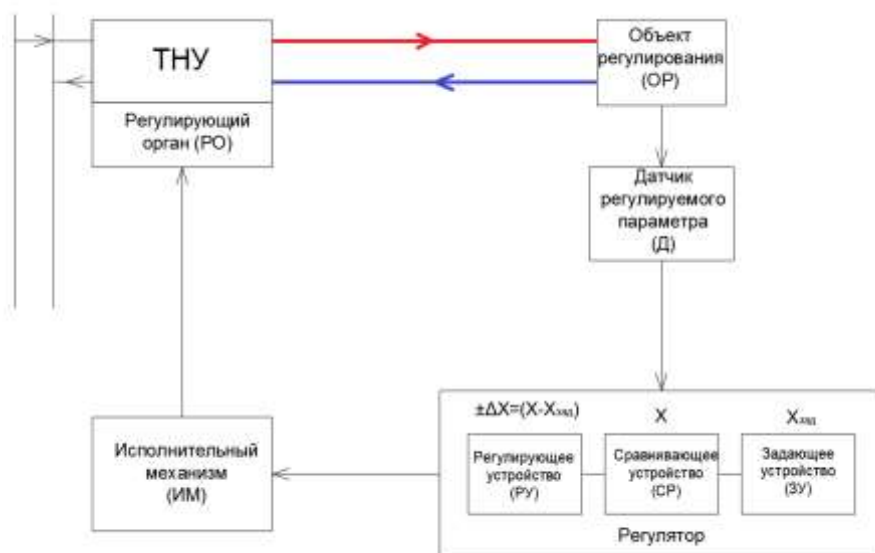 ТНУ
Регулирующий
орган (РО)
Объект
регулирования
(ОР)
Датчик
регулируемого
параметра
(Д)
±ΔX=(X-Xзад)
X
Xзад
Регулирующее
устройство
(РУ)
Сравнивающее
устройство
(СР)
Задающее
устройство
(ЗУ)
Регулятор
Исполнительный
механизм
(ИМ)